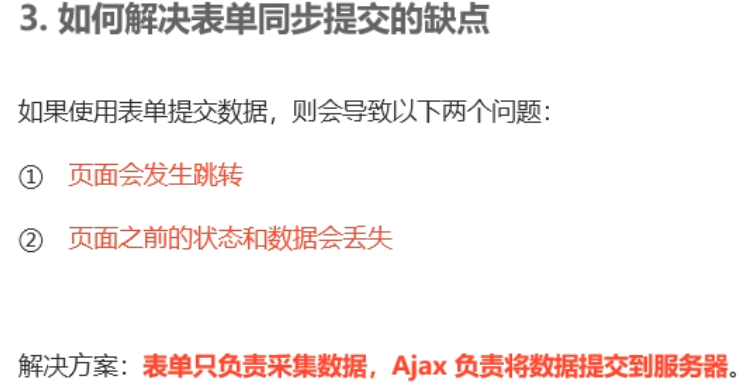 3. 如何解决表单同步提交的缺点
如果使用表单提交数据，则会导致以下两个问题：
① 页面会发生跳转
② 页面之前的状态和数据会丢失
解决方案：表单只负责采集数据，Ajax 负责将数据提交到服务器。